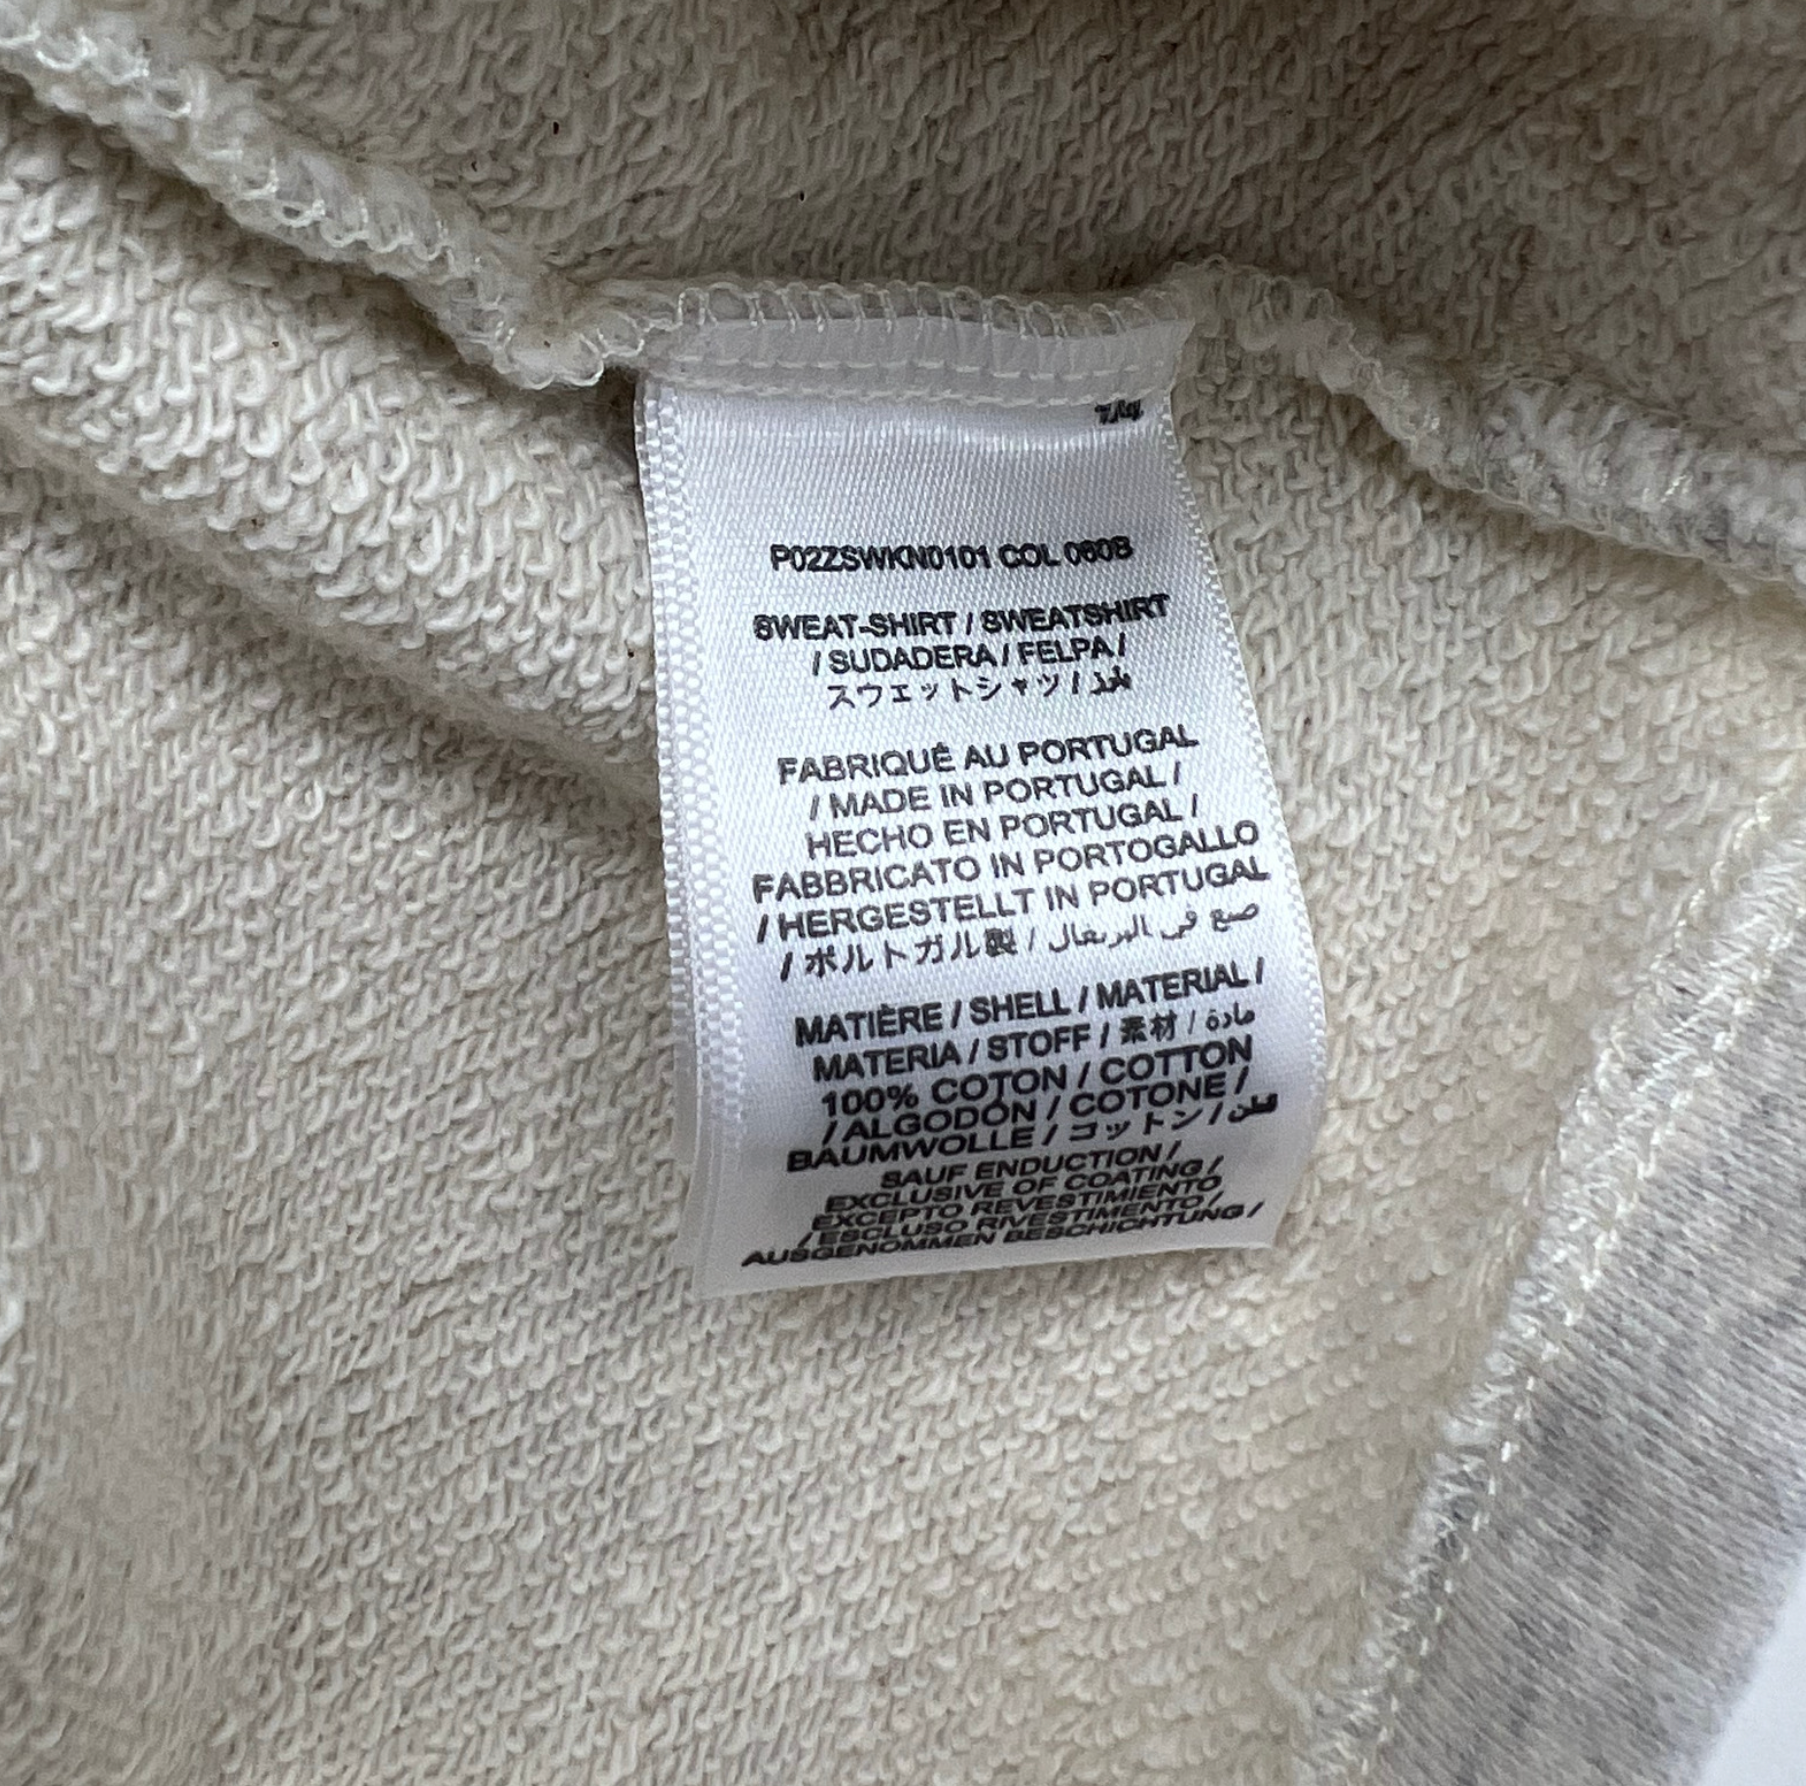 1/4
P02ZSWKN0101 COL 060B
SWEAT-SHIRT / SWEATSHIRT
/ SUDADERA / FELPA /
スウェットシャツ /
FABRIQUÉ AU PORTUGAL
/ MADE IN PORTUGAL /
HECHO EN PORTUGAL /
FABBRICATO IN PORTOGALLO
/ HERGESTELLT IN PORTUGAL
/ ポルトガル製 / صنع في البرتغال
MATIÈRE / SHELL / MATERIAL /
MATERIA / STOFF / 素材 / مادة
100% COTON / COTTON
/ ALGODÓN / COTONE /
BAUMWOLLE / コットン / قطن
SAUF ENDUCTION /
EXCLUSIVE OF COATING /
EXCEPTO REVESTIMIENTO
/ ESCLUSO RIVESTIMENTO /
AUSGENOMMEN BESCHICHTUNG /